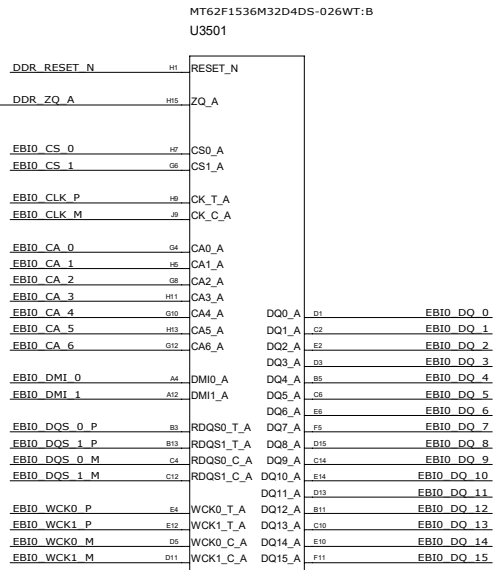 MT62F1536M32D4DS-026WT:B
U3501
DDR_RESET_N H1 RESET_N
DDR_ZQ_A H15 ZQ_A
EBI0_CS_0 H7 CS0_A
EBI0_CS_1 G6 CS1_A
EBI0_CLK_P H9 CK_T_A
EBI0_CLK_M J9 CK_C_A
EBI0_CA_0 G4 CA0_A
EBI0_CA_1 H5 CA1_A
EBI0_CA_2 G8 CA2_A
EBI0_CA_3 H11 CA3_A
EBI0_CA_4 G10 CA4_A DQ0_A D1 EBI0_DQ_0
EBI0_CA_5 H13 CA5_A DQ1_A C2 EBI0_DQ_1
EBI0_CA_6 G12 CA6_A DQ2_A E2 EBI0_DQ_2
DQ3_A D3 EBI0_DQ_3
EBI0_DMI_0 A4 DMI0_A DQ4_A B5 EBI0_DQ_4
EBI0_DMI_1 A12 DMI1_A DQ5_A C6 EBI0_DQ_5
DQ6_A E6 EBI0_DQ_6
EBI0_DQS_0_P B3 RDQS0_T_A DQ7_A F5 EBI0_DQ_7
EBI0_DQS_1_P B13 RDQS1_T_A DQ8_A D15 EBI0_DQ_8
EBI0_DQS_0_M C4 RDQS0_C_A DQ9_A C14 EBI0_DQ_9
EBI0_DQS_1_M C12 RDQS1_C_A DQ10_A E14 EBI0_DQ_10
DQ11_A D13 EBI0_DQ_11
EBI0_WCK0_P E4 WCK0_T_A DQ12_A B11 EBI0_DQ_12
EBI0_WCK1_P E12 WCK1_T_A DQ13_A C10 EBI0_DQ_13
EBI0_WCK0_M D5 WCK0_C_A DQ14_A E10 EBI0_DQ_14
EBI0_WCK1_M D11 WCK1_C_A DQ15_A F11 EBI0_DQ_15